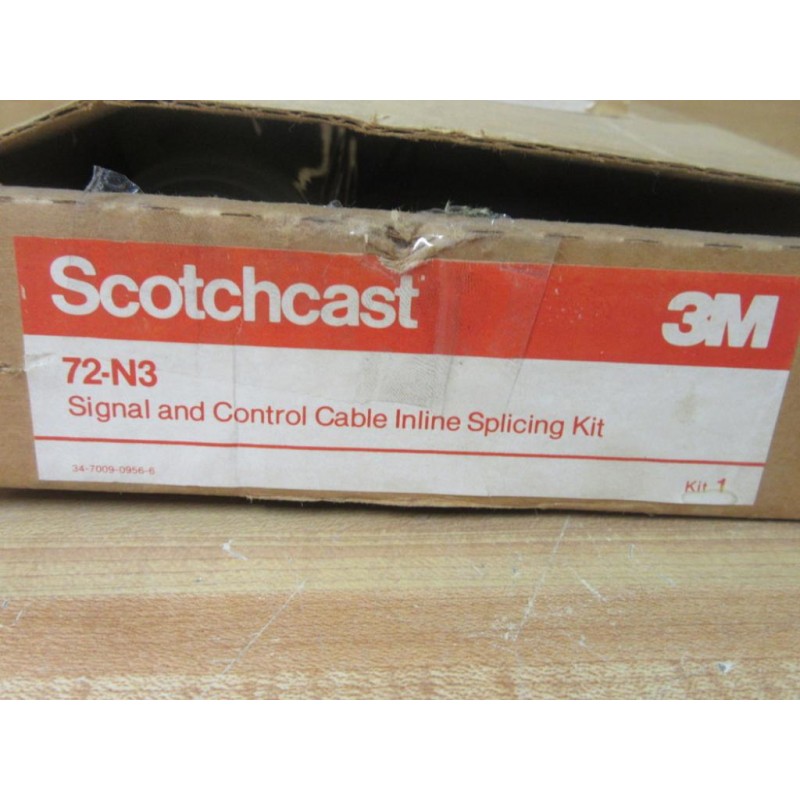 Scotchcast 3M
72-N3
Signal and Control Cable Inline Splicing Kit
34-7009-0956-6
Kit 1